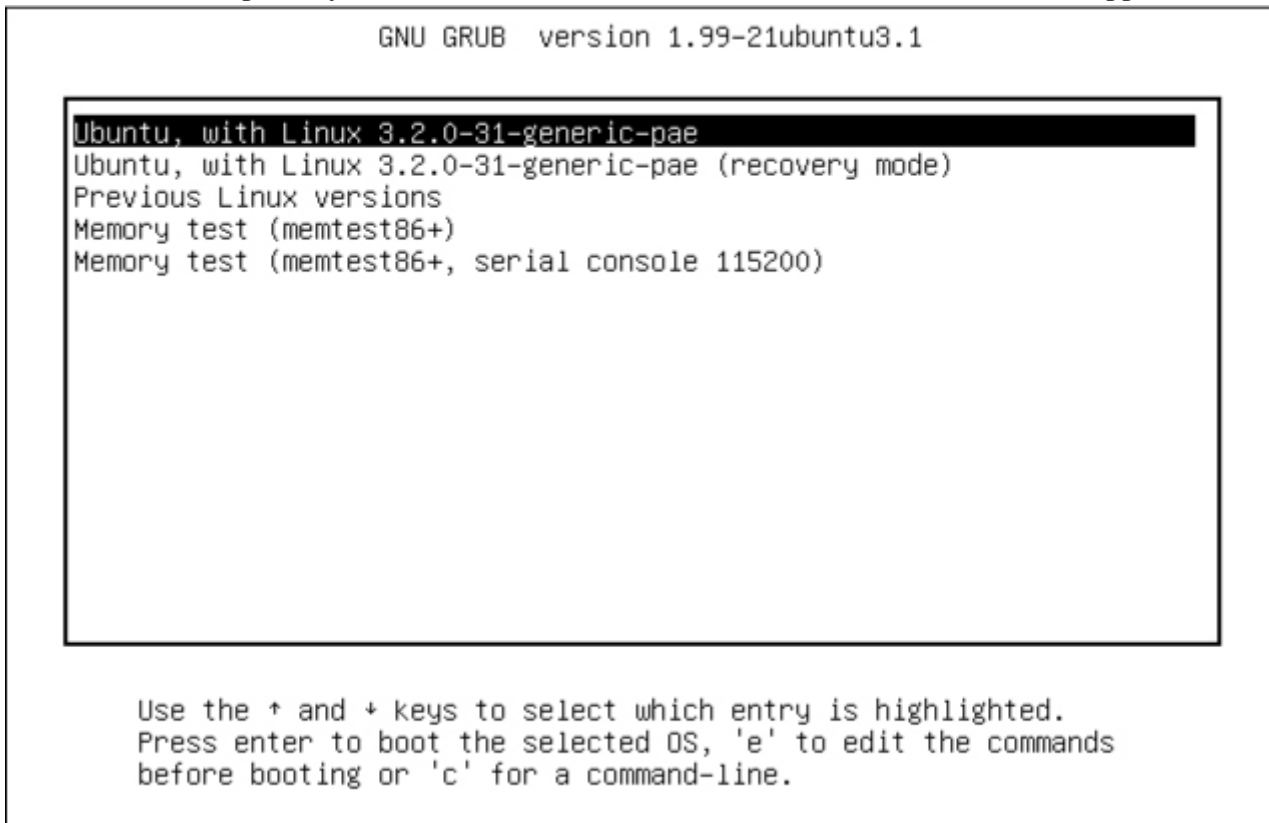 GNU GRUB version 1.99-21ubuntu3.1
Ubuntu, with Linux 3.2.0-31-generic-pae
Ubuntu, with Linux 3.2.0-31-generic-pae (recovery mode)
Previous Linux versions
Memory test (memtest86+)
Memory test (memtest86+, serial console 115200)
Use the ↑ and ↓ keys to select which entry is highlighted.
Press enter to boot the selected OS, 'e' to edit the commands
before booting or 'c' for a command-line.